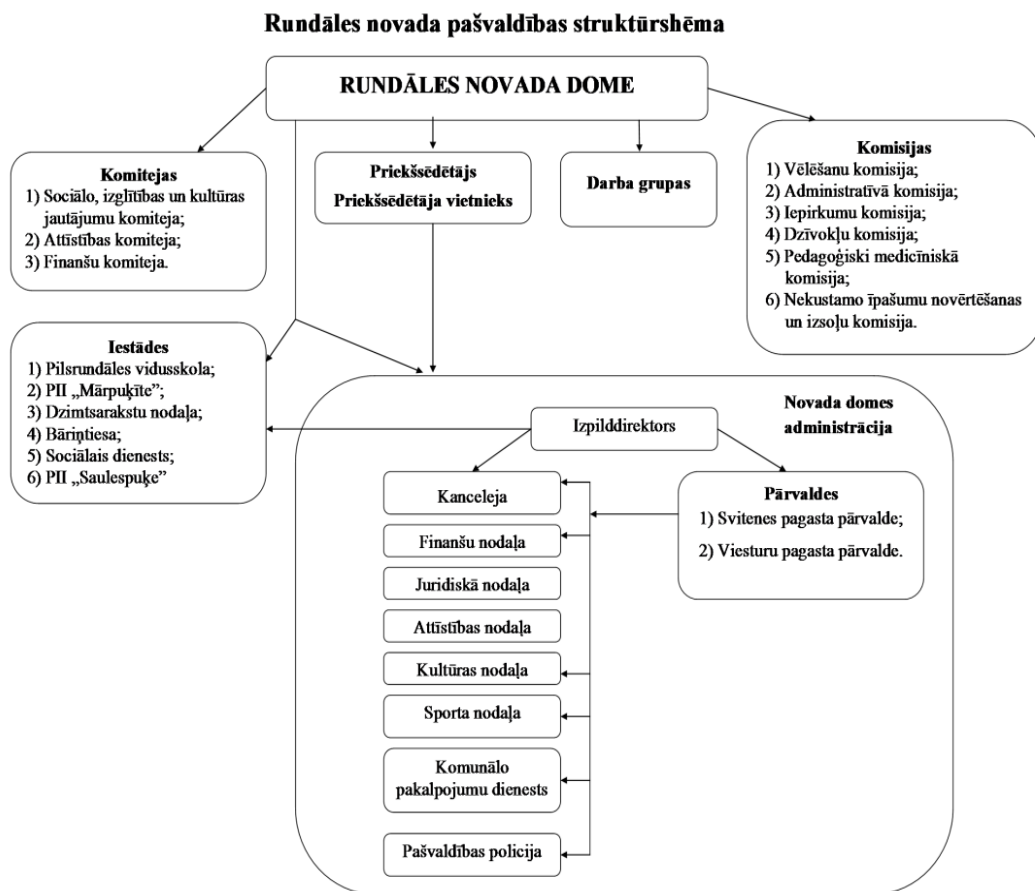 Rundāles novada pašvaldības struktūrshēma
RUNDĀLES NOVADA DOME
Komitejas
1) Sociālo, izglītības un kultūras
jautājumu komiteja;
2) Attīstības komiteja;
3) Finanšu komiteja.
Priekšsēdētājs
Priekšsēdētāja vietnieks
Darba grupas
Komisijas
1) Vēlēšanu komisija;
2) Administratīvā komisija;
3) Iepirkumu komisija;
4) Dzīvokļu komisija;
5) Pedagoģiski medicīniskā
komisija;
6) Nekustamo īpašumu novērtēšanas
un izsoļu komisija.
Iestādes
1) Pilsrundāles vidusskola;
2) PII „Mārpuķīte”;
3) Dzimtsarakstu nodaļa;
4) Bāriņtiesa;
5) Sociālais dienests;
6) PII „Saulespuķe”
Novada domes
administrācija
Izpilddirektors
Kanceleja
Finanšu nodaļa
Juridiskā nodaļa
Attīstības nodaļa
Kultūras nodaļa
Sporta nodaļa
Komunālo
pakalpojumu dienests
Pašvaldības policija
Pārvaldes
1) Svitenes pagasta pārvalde;
2) Viesturu pagasta pārvalde.